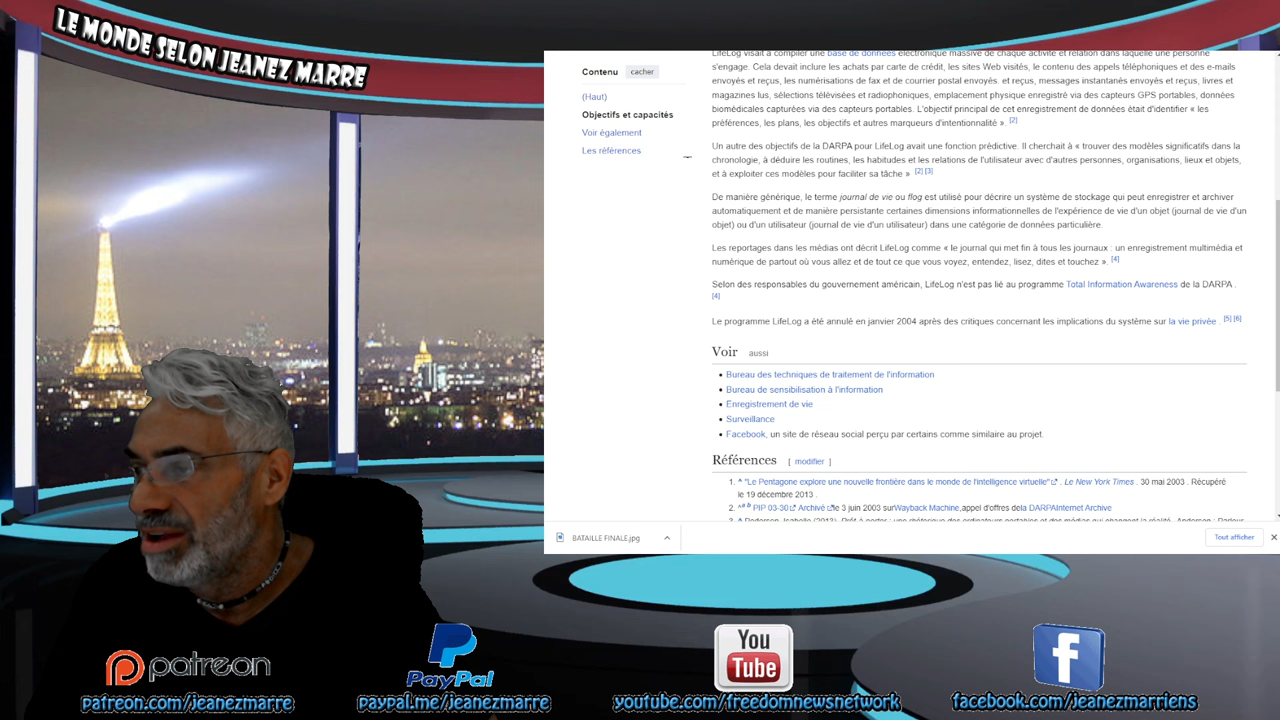 LE MONDE SELON JEANEZ MARRE
Contenu cacher
(Haut)
Objectifs et capacités
Voir également
Les références
LifeLog visait à compiler une base de données électronique massive de chaque activité et relation dans laquelle une personne
s'engage. Cela devait inclure les achats par carte de crédit, les sites Web visités, le contenu des appels téléphoniques et des e-mails
envoyés et reçus, les numérisations de fax et de courrier postal envoyés. et reçus, messages instantanés envoyés et reçus, livres et
magazines lus, sélections télévisées et radiophoniques, emplacement physique enregistré via des capteurs GPS portables, données
biomédicales capturées via des capteurs portables. L'objectif principal de cet enregistrement de données était d'identifier « les
préférences, les plans, les objectifs et autres marqueurs d'intentionnalité ». [2]
Un autre des objectifs de la DARPA pour LifeLog avait une fonction prédictive. Il cherchait à « trouver des modèles significatifs dans la
chronologie, à déduire les routines, les habitudes et les relations de l'utilisateur avec d'autres personnes, organisations, lieux et objets,
et à exploiter ces modèles pour faciliter sa tâche » [2] [3]
De manière générique, le terme journal de vie ou flog est utilisé pour décrire un système de stockage qui peut enregistrer et archiver
automatiquement et de manière persistante certaines dimensions informationnelles de l'expérience de vie d'un objet (journal de vie d'un
objet) ou d'un utilisateur (journal de vie d'un utilisateur) dans une catégorie de données particulière.
Les reportages dans les médias ont décrit LifeLog comme « le journal qui met fin à tous les journaux : un enregistrement multimédia et
numérique de partout où vous allez et de tout ce que vous voyez, entendez, lisez, dites et touchez ». [4]
Selon des responsables du gouvernement américain, LifeLog n'est pas lié au programme Total Information Awareness de la DARPA .
[4]
Le programme LifeLog a été annulé en janvier 2004 après des critiques concernant les implications du système sur la vie privée . [5] [6]
Voir aussi
• Bureau des techniques de traitement de l'information
• Bureau de sensibilisation à l'information
• Enregistrement de vie
• Surveillance
• Facebook, un site de réseau social perçu par certains comme similaire au projet.
Références [ modifier ]
1. ^ "Le Pentagone explore une nouvelle frontière dans le monde de l'intelligence virtuelle" . Le New York Times . 30 mai 2003 . Récupéré
le 19 décembre 2013 .
2. ^ a b PIP 03-30 Archivé le 3 juin 2003 surWayback Machine,appel d'offres dela DARPAInternet Archive
BATAILLE FINALE.jpg
Tout afficher
patreon
PayPal
You
Tube
f
patreon.com/jeanezmarre
paypal.me/jeanezmarre
youtube.com/freedomnewsnetwork
facebook.com/jeanezmarriens